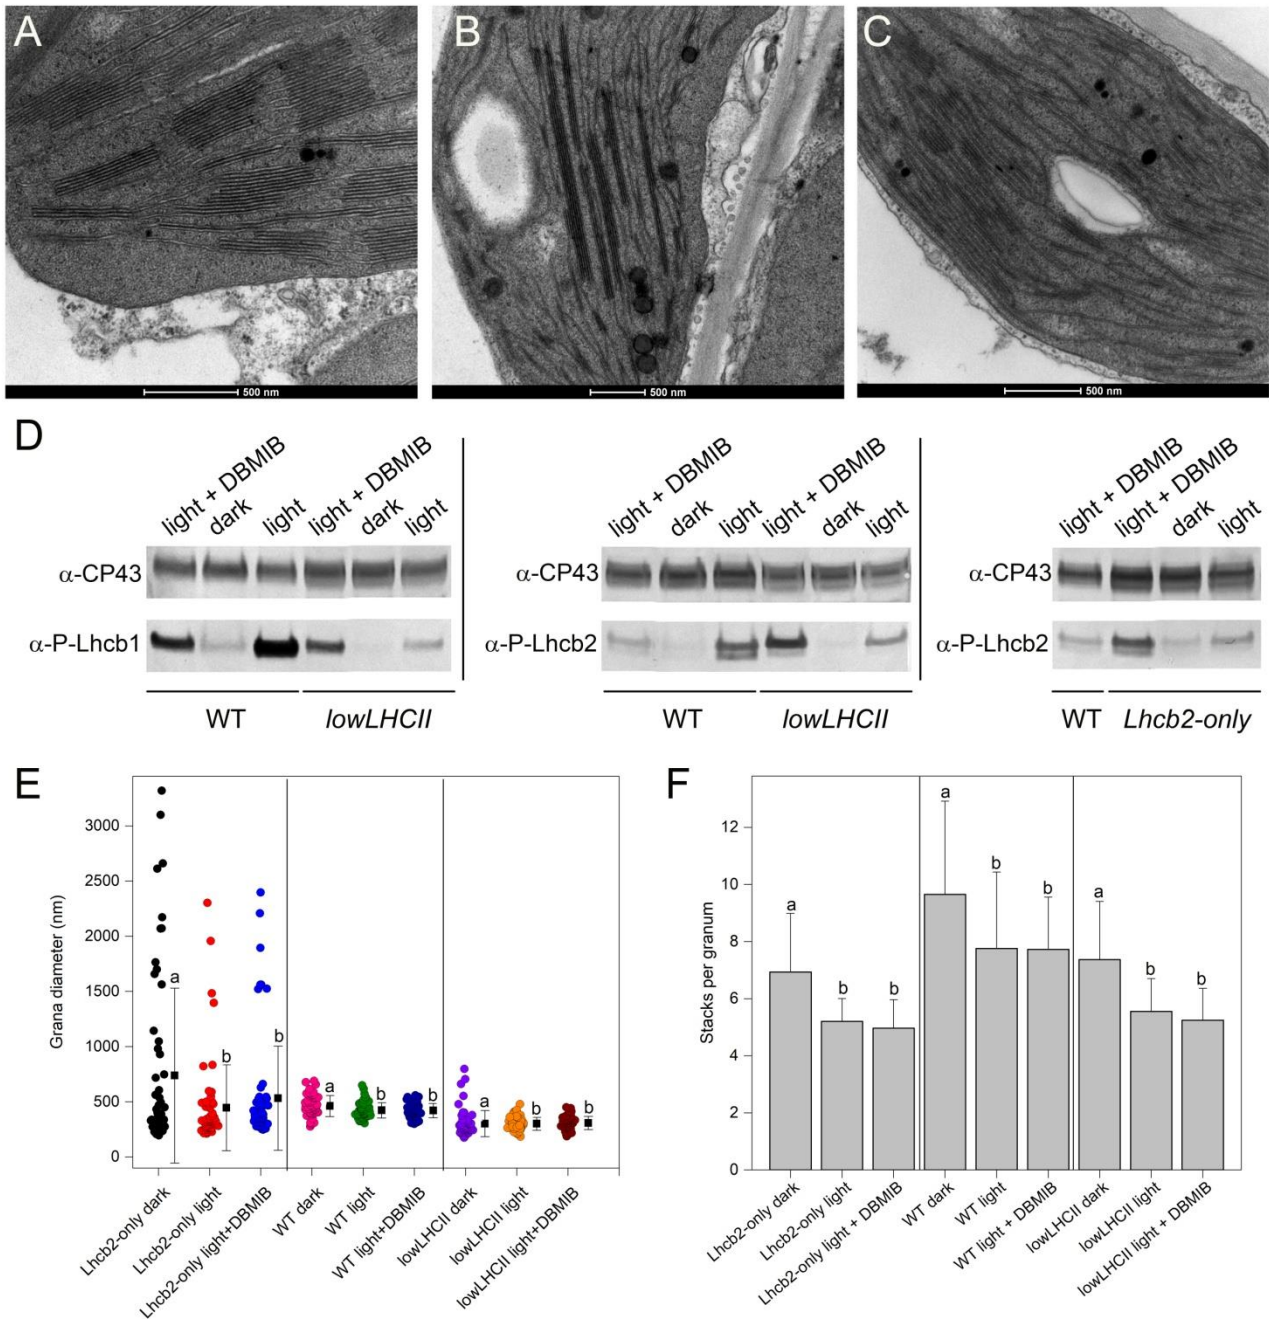 A
B
C
500 nm
500 nm
500 nm
D
light + DBMIB
dark
light
light + DBMIB
dark
light
α-CP43
α-P-Lhcb1
WT
lowLHCII
light + DBMIB
dark
light
light + DBMIB
dark
light
α-CP43
α-P-Lhcb2
WT
lowLHCII
light + DBMIB
light + DBMIB
dark
light
α-CP43
α-P-Lhcb2
WT
Lhcb2-only
E
Grana diameter (nm)
3000
2500
2000
1500
1000
500
0
a
b
b
a
b
b
a
b
b
Lhcb2-only dark
Lhcb2-only light
Lhcb2-only light+DBMIB
WT dark
WT light
WT light+DBMIB
lowLHCII dark
lowLHCII light
lowLHCII light+DBMIB
F
Stacks per granum
12
10
8
6
4
2
0
a
b
b
a
b
b
a
b
b
Lhcb2-only dark
Lhcb2-only light
Lhcb2-only light + DBMIB
WT dark
WT light
WT light + DBMIB
lowLHCII dark
lowLHCII light
lowLHCII light + DBMIB